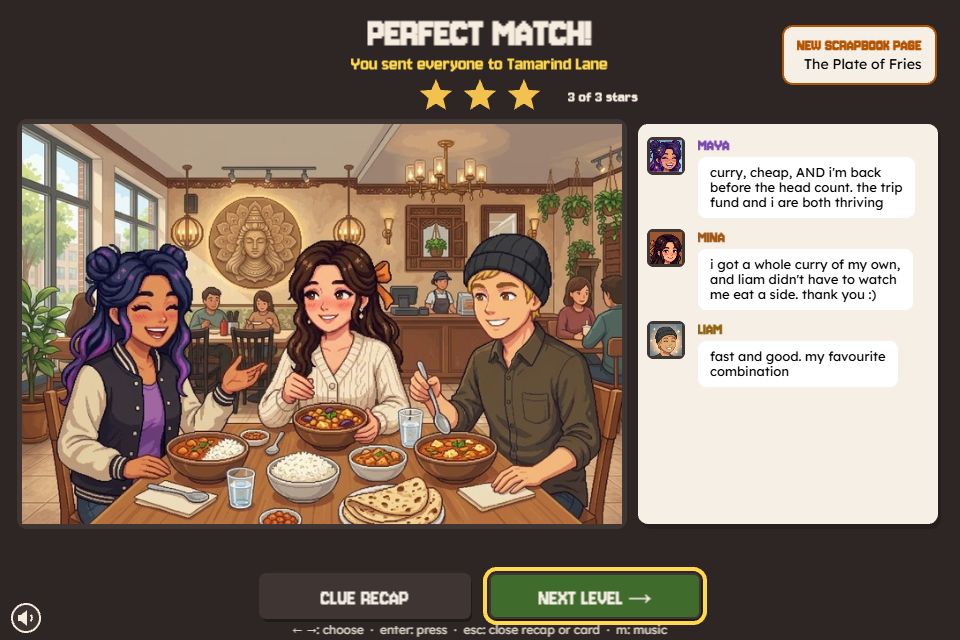 PERFECT MATCH!
You sent everyone to Tamarind Lane
3 of 3 stars
NEW SCRAPBOOK PAGE
The Plate of Fries
MAYA
curry, cheap, AND i'm back
before the head count. the trip
fund and i are both thriving
MINA
i got a whole curry of my own,
and liam didn't have to watch
me eat a side. thank you :)
LIAM
fast and good. my favourite
combination
CLUE RECAP
NEXT LEVEL →
← →: choose · enter: press · esc: close recap or card · m: music